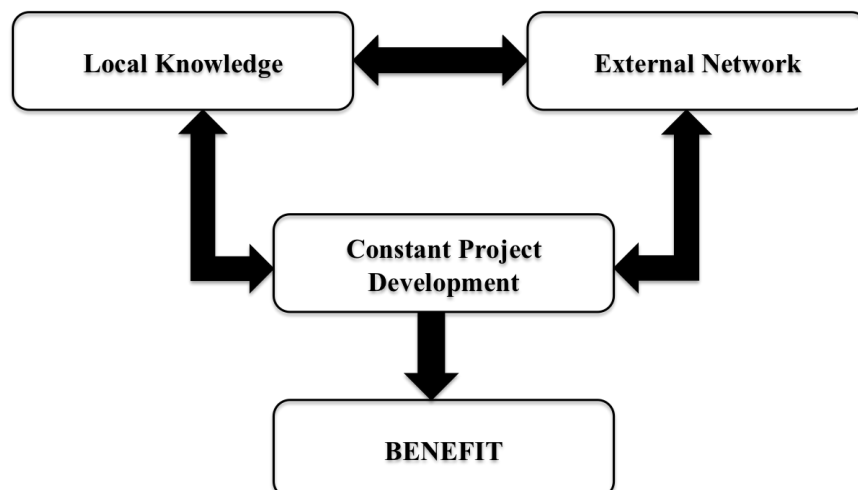 Local Knowledge
External Network
Constant Project
Development
BENEFIT